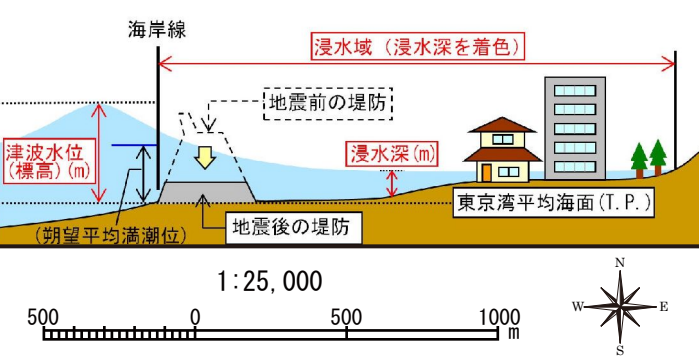 海岸線
浸水域（浸水深を着色）
地震前の堤防
津波水位
(標高)(m)
浸水深(m)
東京湾平均海面(T.P.)
地震後の堤防
(朔望平均満潮位)
1:25,000
500 0 500 1000 m
N
W E
S